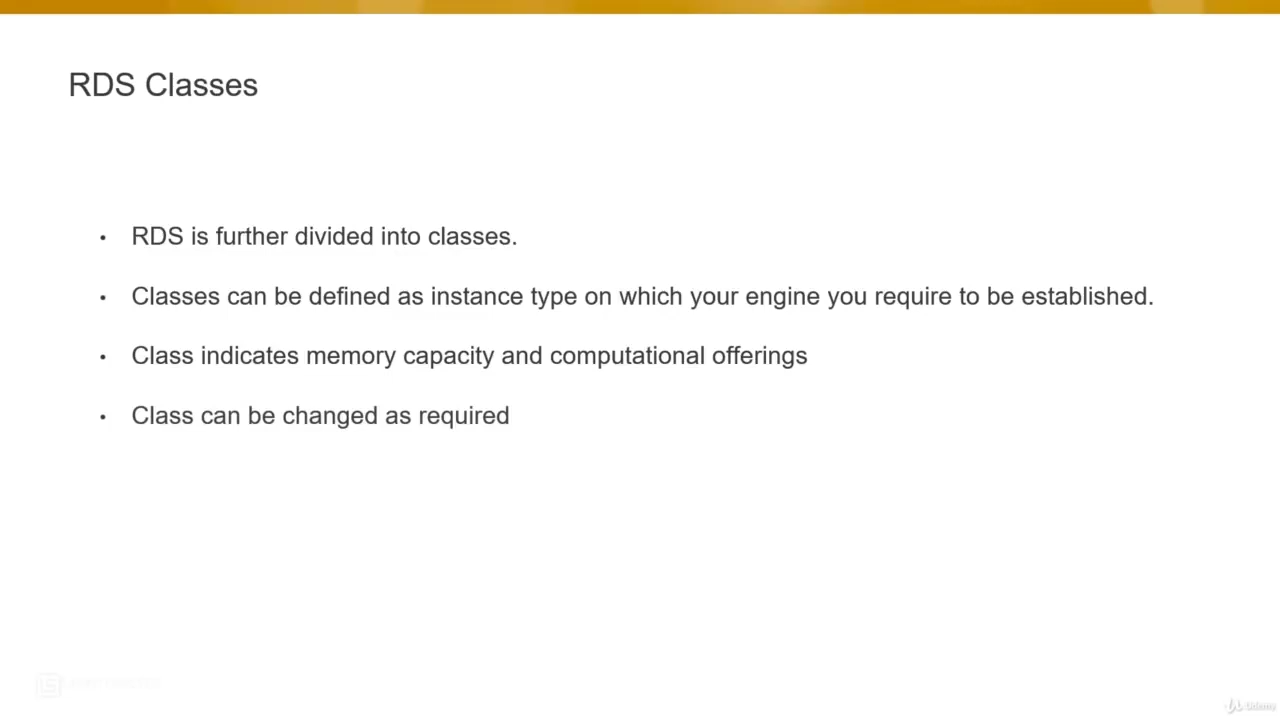 RDS Classes
• RDS is further divided into classes.
• Classes can be defined as instance type on which your engine you require to be established.
• Class indicates memory capacity and computational offerings
• Class can be changed as required
Udemy